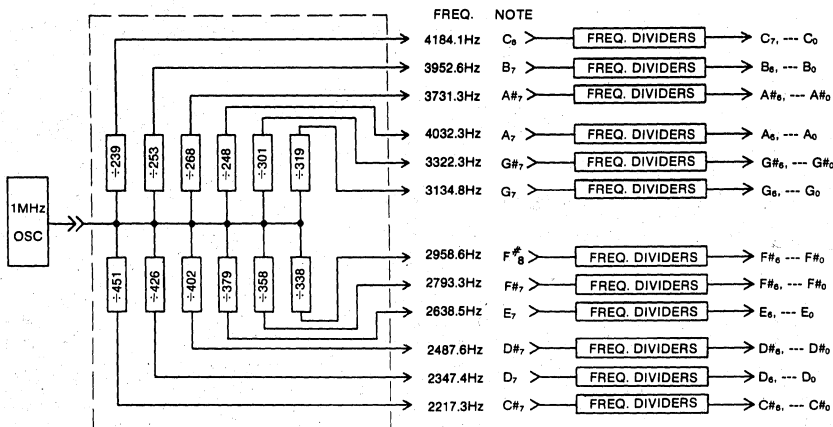 FREQ. NOTE
4184.1Hz C₈ FREQ. DIVIDERS C₇, --- C₀
3952.6Hz B₇ FREQ. DIVIDERS B₆, --- B₀
3731.3Hz A#₇ FREQ. DIVIDERS A#₆, --- A#₀
4032.3Hz A₇ FREQ. DIVIDERS A₆, --- A₀
3322.3Hz G#₇ FREQ. DIVIDERS G#₆, --- G#₀
3134.8Hz G₇ FREQ. DIVIDERS G₆, --- G₀
÷239 ÷253 ÷268 ÷248 ÷301 ÷319
1MHz
OSC
÷451 ÷426 ÷402 ÷379 ÷358 ÷338
2958.6Hz F#₈ FREQ. DIVIDERS F#₆ --- F#₀
2793.3Hz F#₇ FREQ. DIVIDERS F#₆, --- F#₀
2638.5Hz E₇ FREQ. DIVIDERS E₆, --- E₀
2487.6Hz D#₇ FREQ. DIVIDERS D#₆, --- D#₀
2347.4Hz D₇ FREQ. DIVIDERS D₆, --- D₀
2217.3Hz C#₇ FREQ. DIVIDERS C#₆, --- C#₀